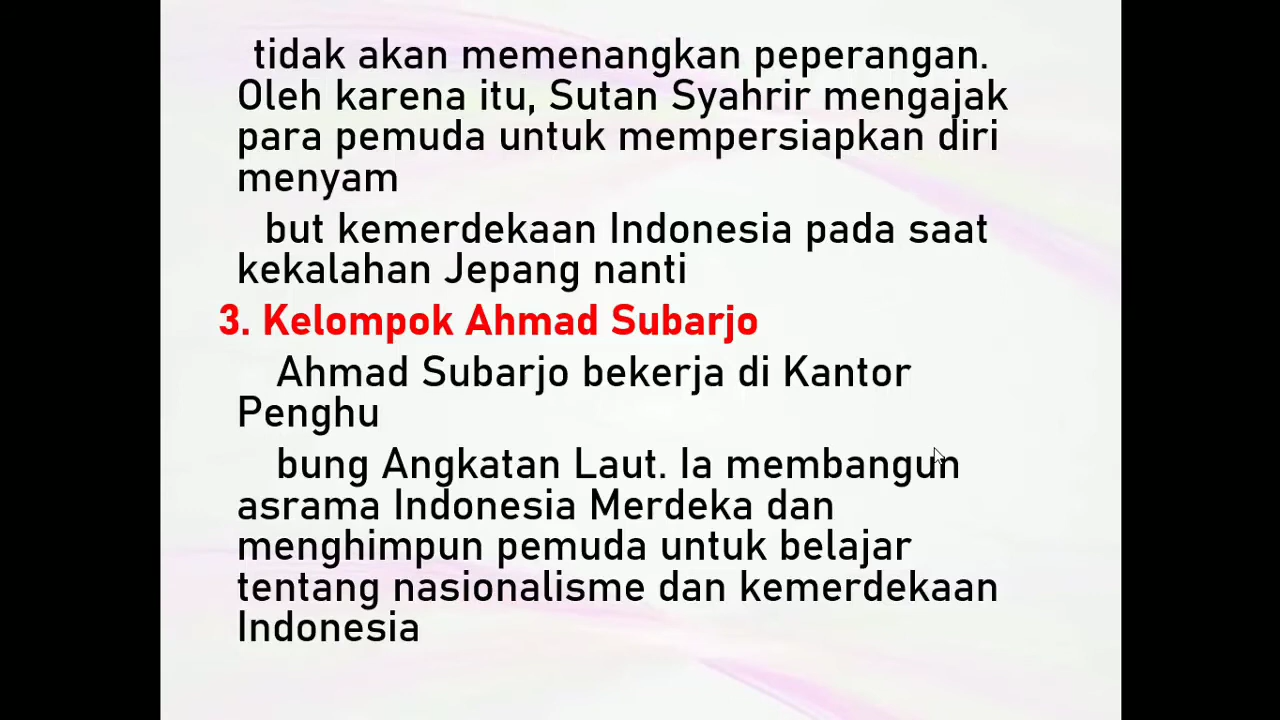 tidak akan memenangkan peperangan.
Oleh karena itu, Sutan Syahrir mengajak
para pemuda untuk mempersiapkan diri
menyam
but kemerdekaan Indonesia pada saat
kekalahan Jepang nanti
3. Kelompok Ahmad Subarjo
Ahmad Subarjo bekerja di Kantor
Penghu
bung Angkatan Laut. Ia membangun
asrama Indonesia Merdeka dan
menghimpun pemuda untuk belajar
tentang nasionalisme dan kemerdekaan
Indonesia